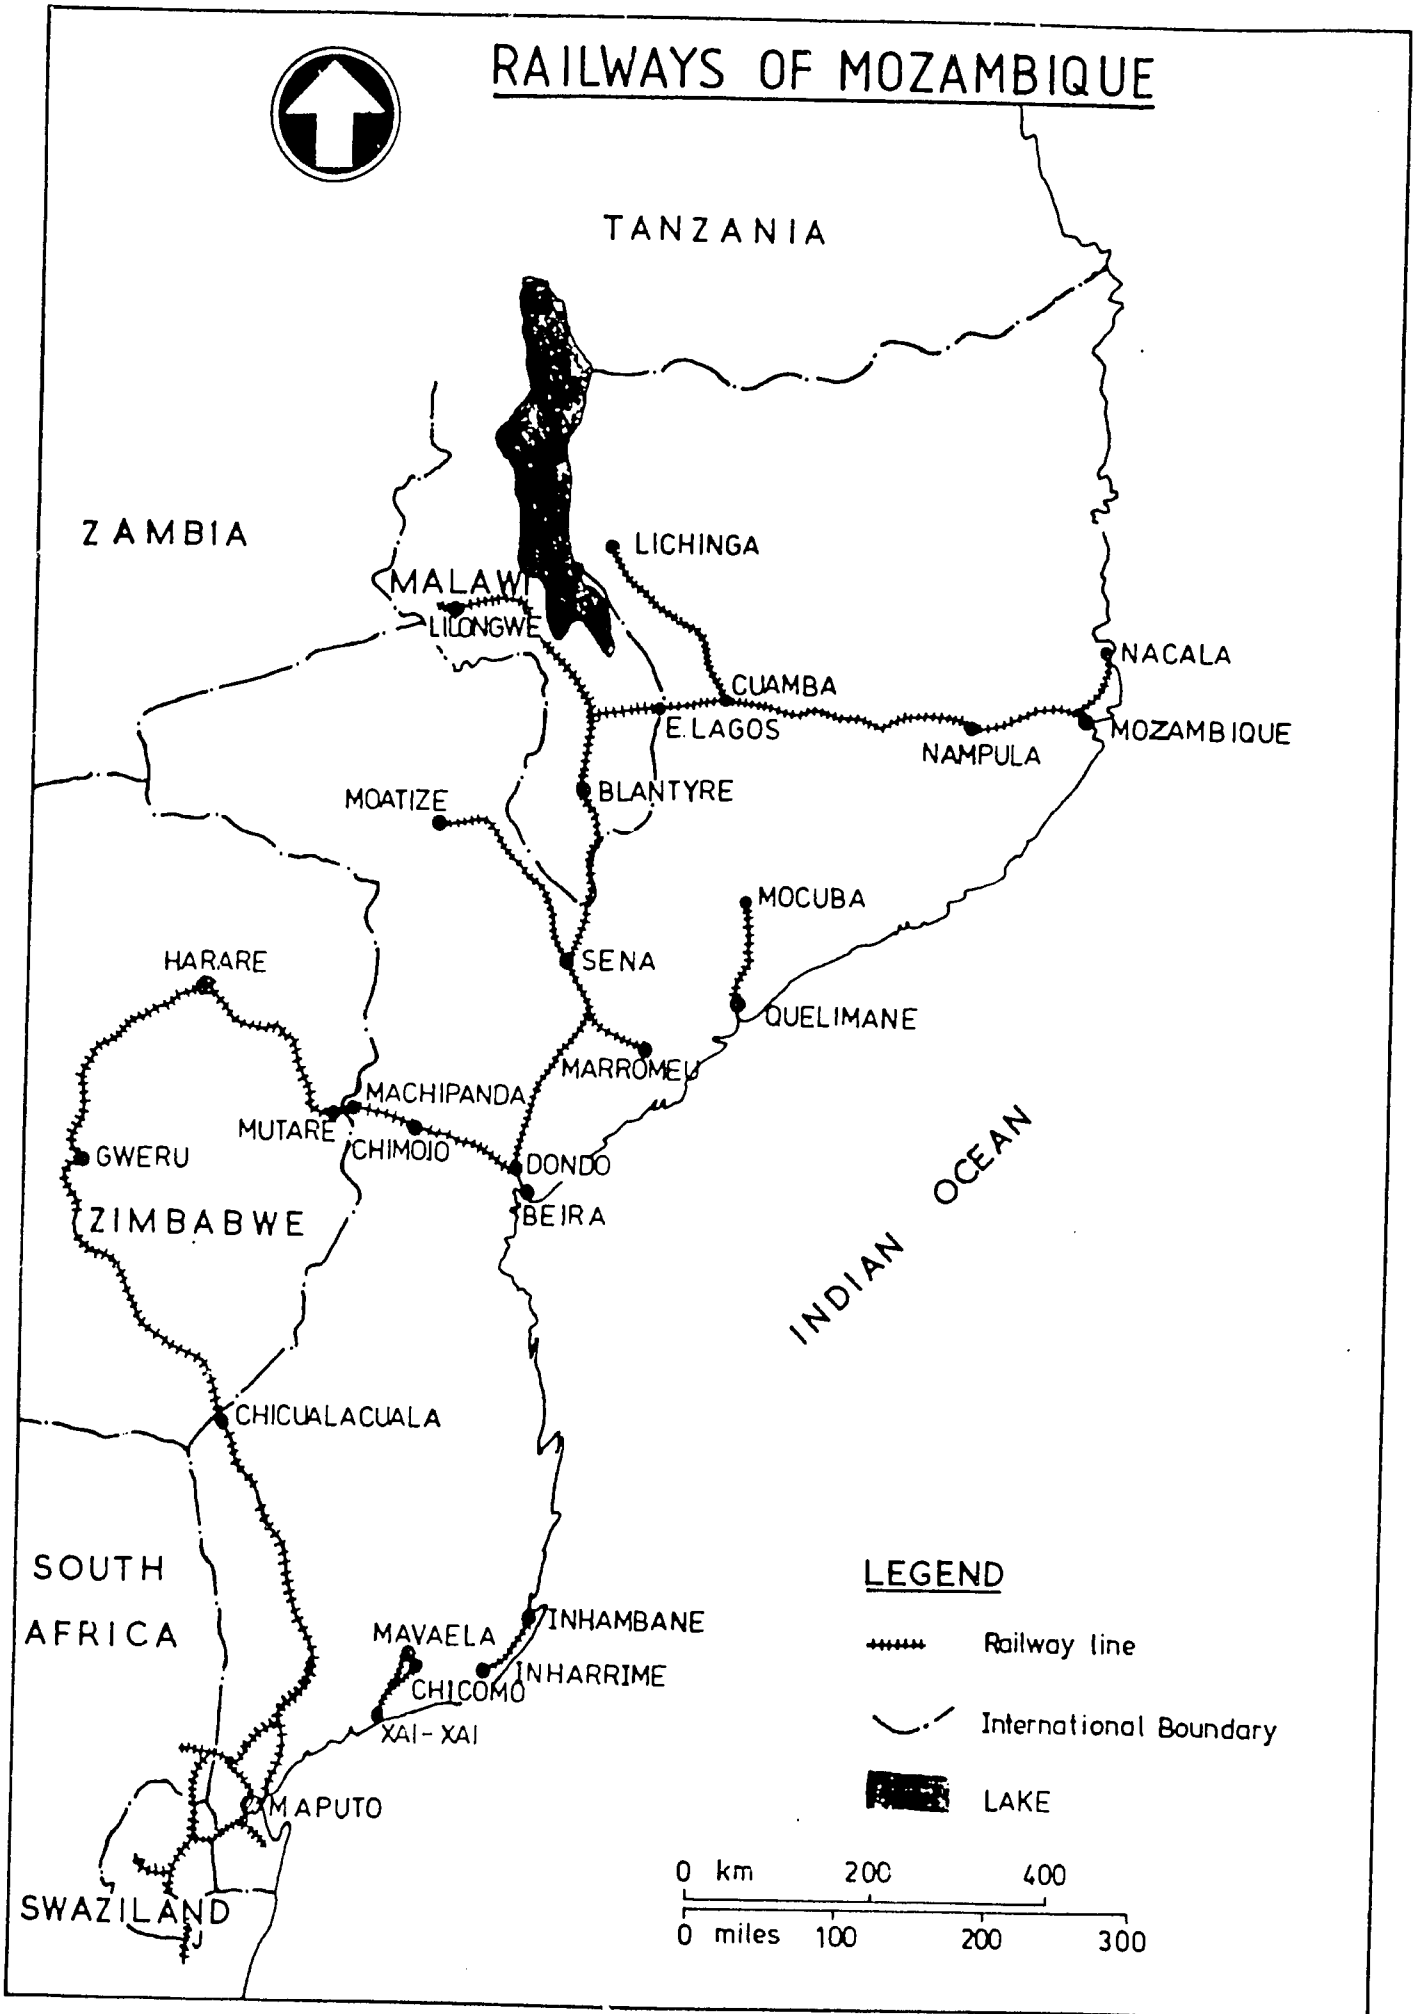 RAILWAYS OF MOZAMBIQUE
TANZANIA
ZAMBIA
LICHINGA
MALAWI
LILONGWE
NACALA
CUAMBA
E. LAGOS
MOZAMBIQUE
NAMPULA
BLANTYRE
MOATIZE
MOCUBA
SENA
HARARE
QUELIMANE
MARROMEU
MACHIPANDA
MUTARE
CHIMOIO
GWERU
DONDO
BEIRA
ZIMBABWE
INDIAN OCEAN
CHICUALACUALA
SOUTH
AFRICA
LEGEND
INHAMBANE
MAVAELA
Railway line
INHARRIME
CHICOMO
XAI-XAI
International Boundary
LAKE
MAPUTO
SWAZILAND
0 km 200 400
0 miles 100 200 300